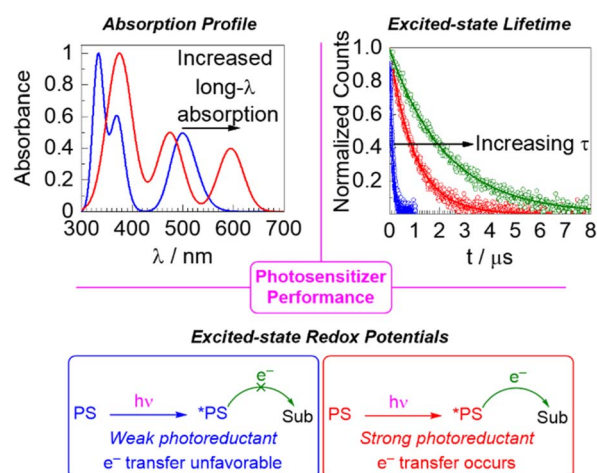 Absorption Profile
Increased
long-λ
absorption
Absorbance
1
0.8
0.6
0.4
0.2
0
300 400 500 600 700
λ / nm
Excited-state Lifetime
Increasing τ
Normalized Counts
1.0
0.8
0.6
0.4
0.2
0 1 2 3 4 5 6 7 8
t / μs
Photosensitizer
Performance
Excited-state Redox Potentials
PS hν *PS e⁻ Sub
Weak photoreductant
e⁻ transfer unfavorable
PS hν *PS e⁻ Sub
Strong photoreductant
e⁻ transfer occurs